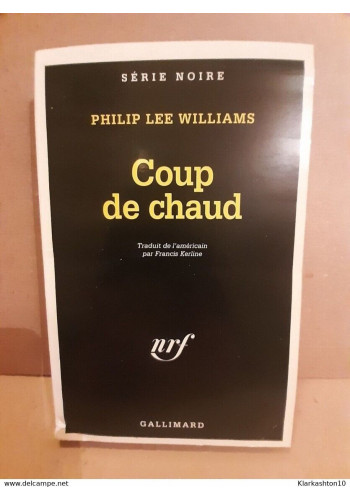 SÉRIE NOIRE
PHILIP LEE WILLIAMS
Coup
de chaud
Traduit de l'américain
par Francis Kerline
nrf
GALLIMARD
www.delcampe.net
Klarkashton10